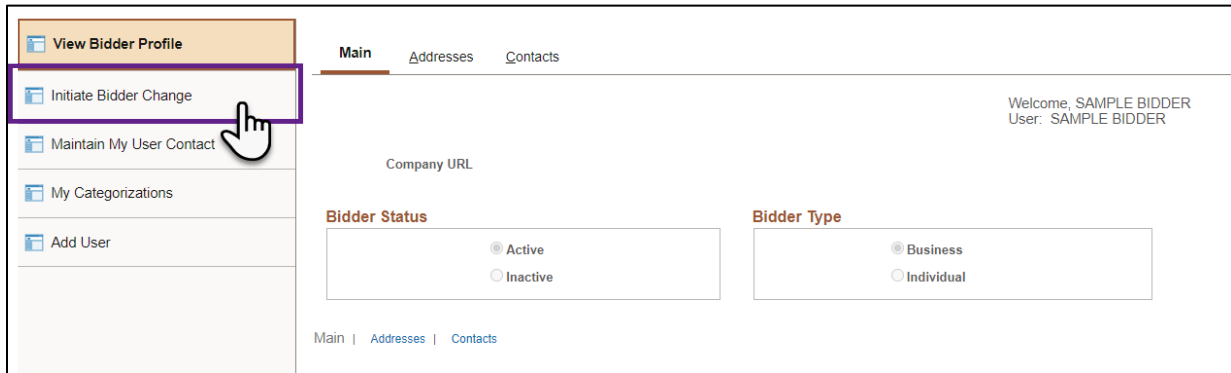 View Bidder Profile
Initiate Bidder Change
Maintain My User Contact
My Categorizations
Add User
Main Addresses Contacts
Welcome, SAMPLE BIDDER
User: SAMPLE BIDDER
Company URL
Bidder Status
Active
Inactive
Bidder Type
Business
Individual
Main | Addresses | Contacts